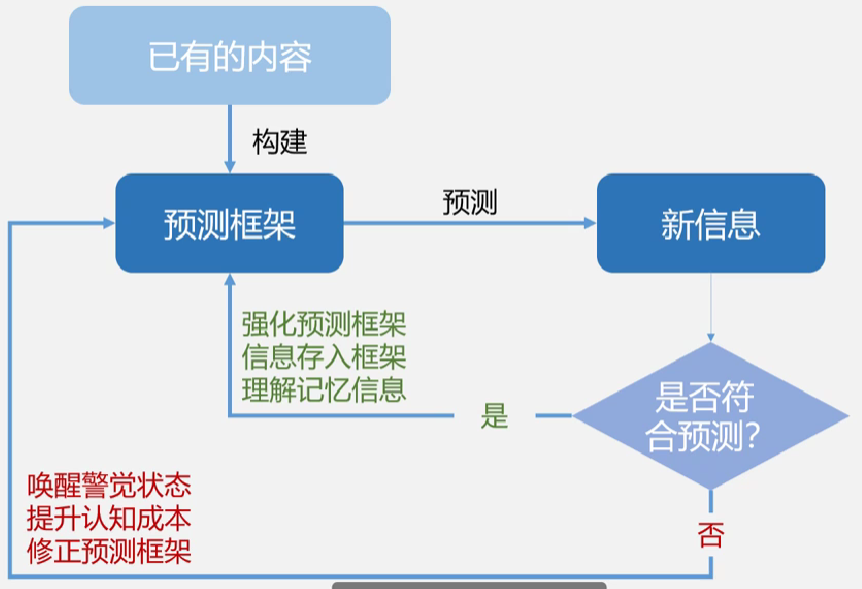 已有的内容
构建
预测框架
预测
新信息
强化预测框架
信息存入框架
理解记忆信息
是
是否符
合预测?
唤醒警觉状态
提升认知成本
修正预测框架
否